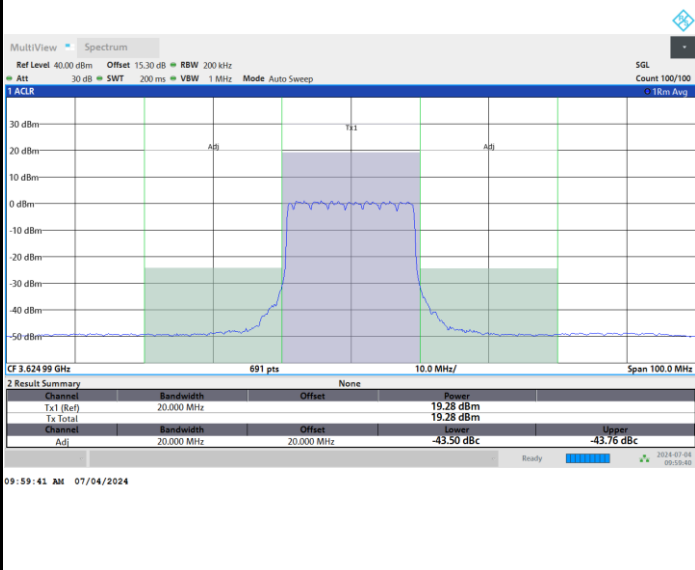 MultiView Spectrum
Ref Level 40.00 dBm Offset 15.30 dB RBW 200 kHz SGL
Att 30 dB SWT 200 ms VBW 1 MHz Mode Auto Sweep Count 100/100
1 ACLR 1Rm Avg
Tx1
30 dBm
Adj Adj
20 dBm
10 dBm
0 dBm
-10 dBm
-20 dBm
-30 dBm
-40 dBm
-50 dBm
CF 3.624 99 GHz 691 pts 10.0 MHz/ Span 100.0 MHz
2 Result Summary None
Channel Bandwidth Offset Power
Tx1 (Ref) 20.000 MHz 19.28 dBm
Tx Total 19.28 dBm
Channel Bandwidth Offset Lower Upper
Adj 20.000 MHz 20.000 MHz -43.50 dBc -43.76 dBc
Ready 2024-07-04
09:59:40
09:59:41 AM 07/04/2024